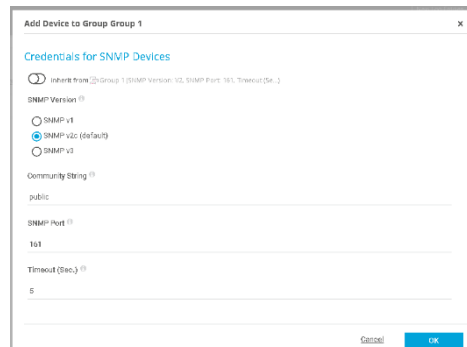 Add Device to Group Group 1
x
Credentials for SNMP Devices
inherit from Group 1 (SNMP Version: V2, SNMP Port: 161, Timeout (Se...)
SNMP Version
SNMP v1
SNMP v2c (default)
SNMP v3
Community String
public
SNMP Port
161
Timeout (Sec.)
5
Cancel
OK